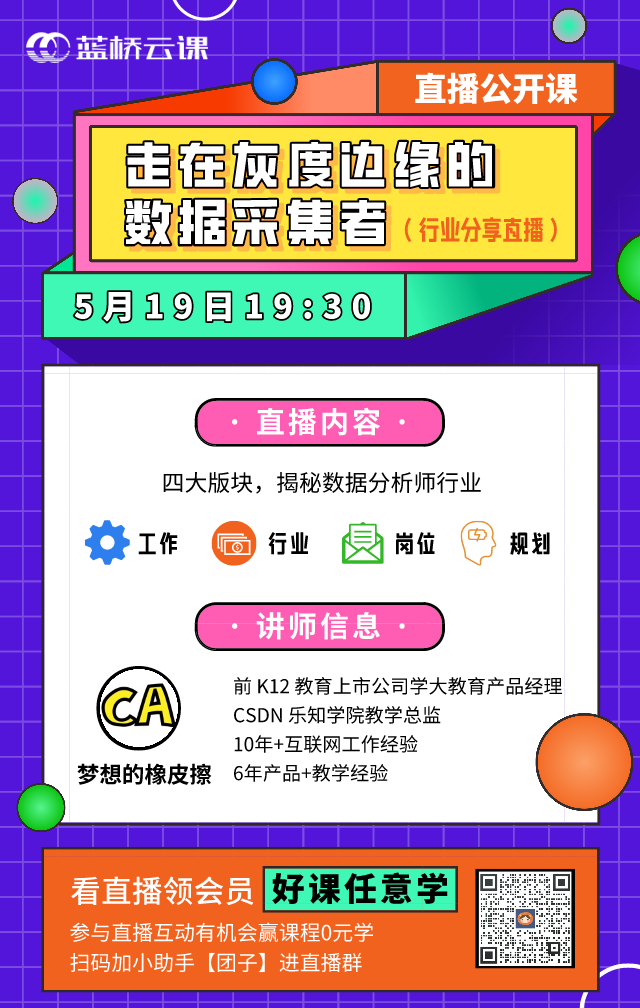 蓝桥云课
直播公开课
走在灰度边缘的
数据采集者（行业分享直播）
5月19日19:30
· 直播内容 ·
四大版块，揭秘数据分析师行业
工作 行业 岗位 规划
· 讲师信息 ·
CA
梦想的橡皮擦
前 K12 教育上市公司学大教育产品经理
CSDN 乐知学院教学总监
10年+互联网工作经验
6年产品+教学经验
看直播领会员 好课任意学
参与直播互动有机会赢课程0元学
扫码加小助手【团子】进直播群